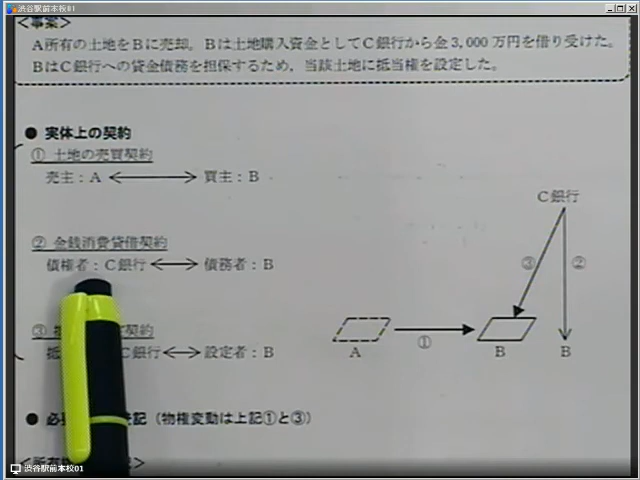 渋谷駅前本校01
<事案>
A所有の土地をBに売却。Bは土地購入資金としてC銀行から金3,000万円を借り受けた。
BはC銀行への貸金債務を担保するため,当該土地に抵当権を設定した。
● 実体上の契約
① 土地の売買契約
売主:A 買主:B
② 金銭消費貸借契約
債権者:C銀行 債務者:B
③ 契約
抵 C銀行 設定者:B
C銀行
③ ②
①
A B B
● 必 記(物権変動は上記①と③)
<所有 >
渋谷駅前本校01